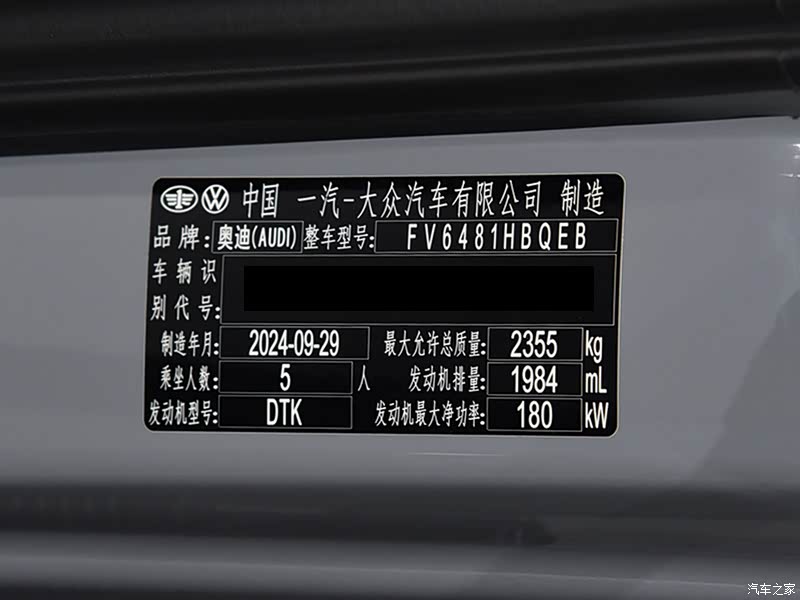 中国 一汽-大众汽车有限公司 制造
品牌: 奥迪(AUDI) 整车型号: FV6481HBQEB
车辆识
别代号:
制造年月: 2024-09-29 最大允许总质量: 2355 kg
乘坐人数: 5 人 发动机排量: 1984 mL
发动机型号: DTK 发动机最大净功率: 180 kW
汽车之家